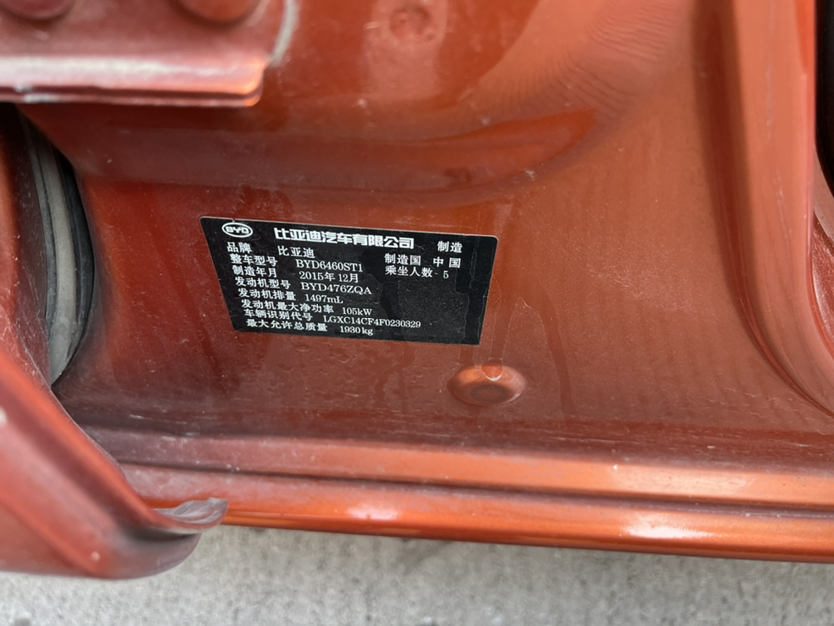 BYD 比亚迪汽车有限公司 制造
品牌 比亚迪 制造国 中国
整车型号 BYD6460ST1 乘坐人数 5
制造年月 2015年12月
发动机型号 BYD476ZQA
发动机排量 1497mL
发动机最大净功率 105kW
车辆识别代号 LGXC14CF4F0230329
最大允许总质量 1930kg